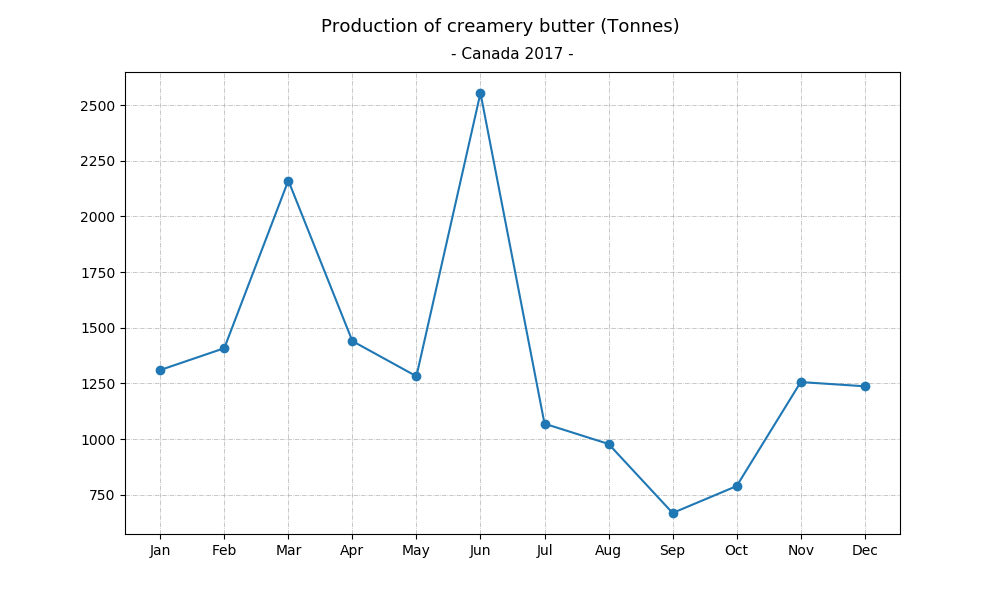 Production of creamery butter (Tonnes)
- Canada 2017 -
2500
2250
2000
1750
1500
1250
1000
750
Jan Feb Mar Apr May Jun Jul Aug Sep Oct Nov Dec